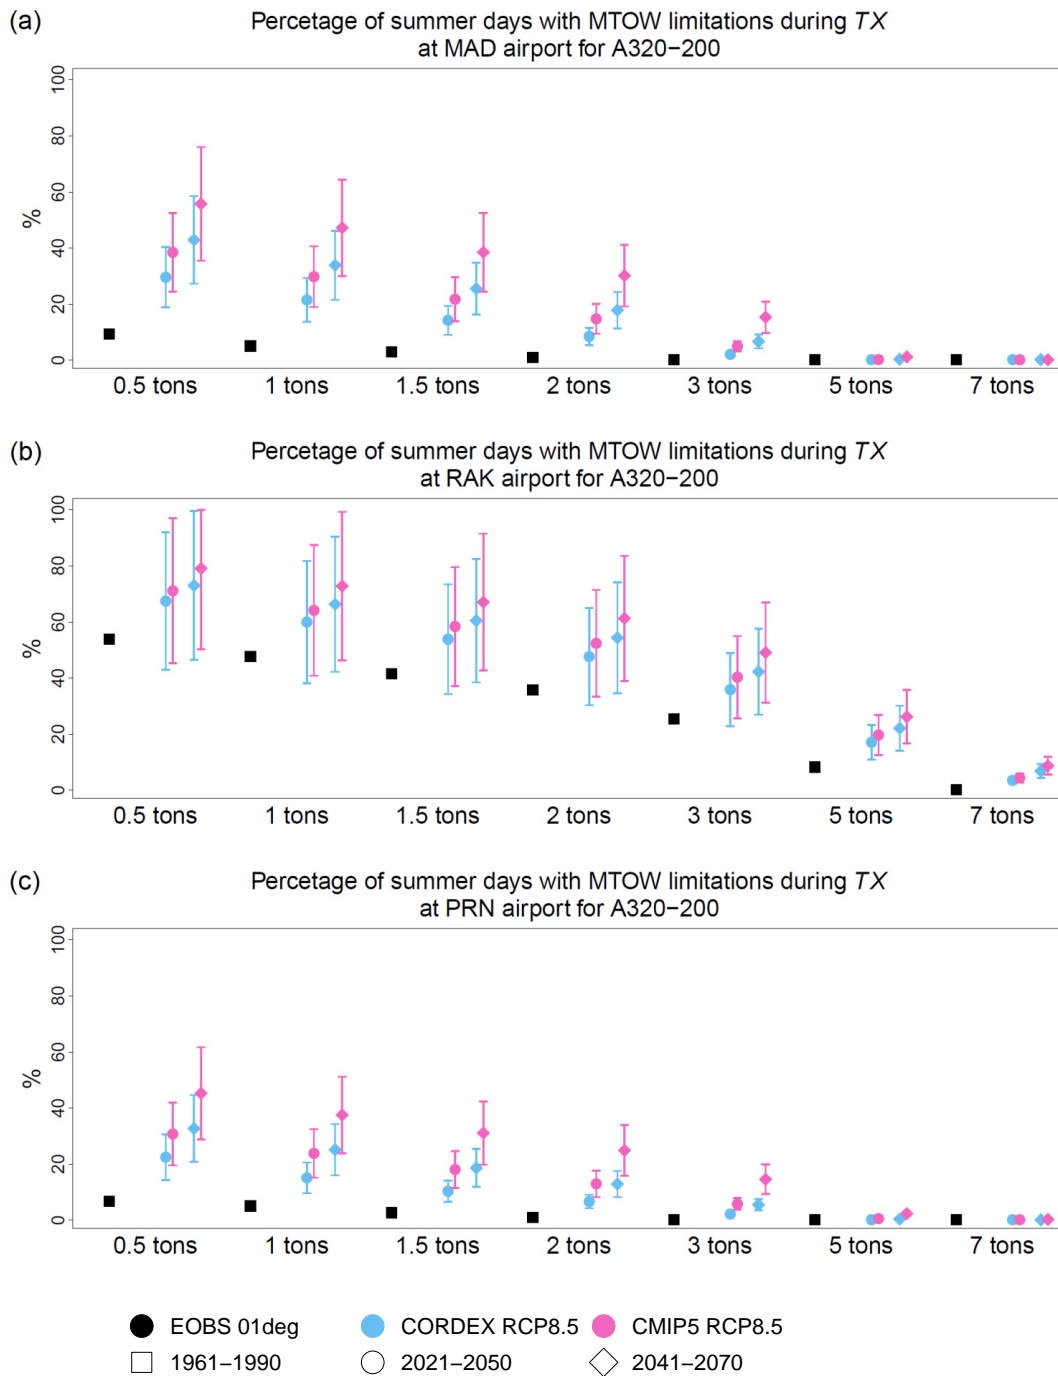 (a)
Percetage of summer days with MTOW limitations during TX
at MAD airport for A320−200
%
0 20 40 60 80 100
0.5 tons 1 tons 1.5 tons 2 tons 3 tons 5 tons 7 tons
(b)
Percetage of summer days with MTOW limitations during TX
at RAK airport for A320−200
%
0 20 40 60 80 100
0.5 tons 1 tons 1.5 tons 2 tons 3 tons 5 tons 7 tons
(c)
Percetage of summer days with MTOW limitations during TX
at PRN airport for A320−200
%
0 20 40 60 80 100
0.5 tons 1 tons 1.5 tons 2 tons 3 tons 5 tons 7 tons
EOBS 01deg CORDEX RCP8.5 CMIP5 RCP8.5
1961−1990 2021−2050 2041−2070